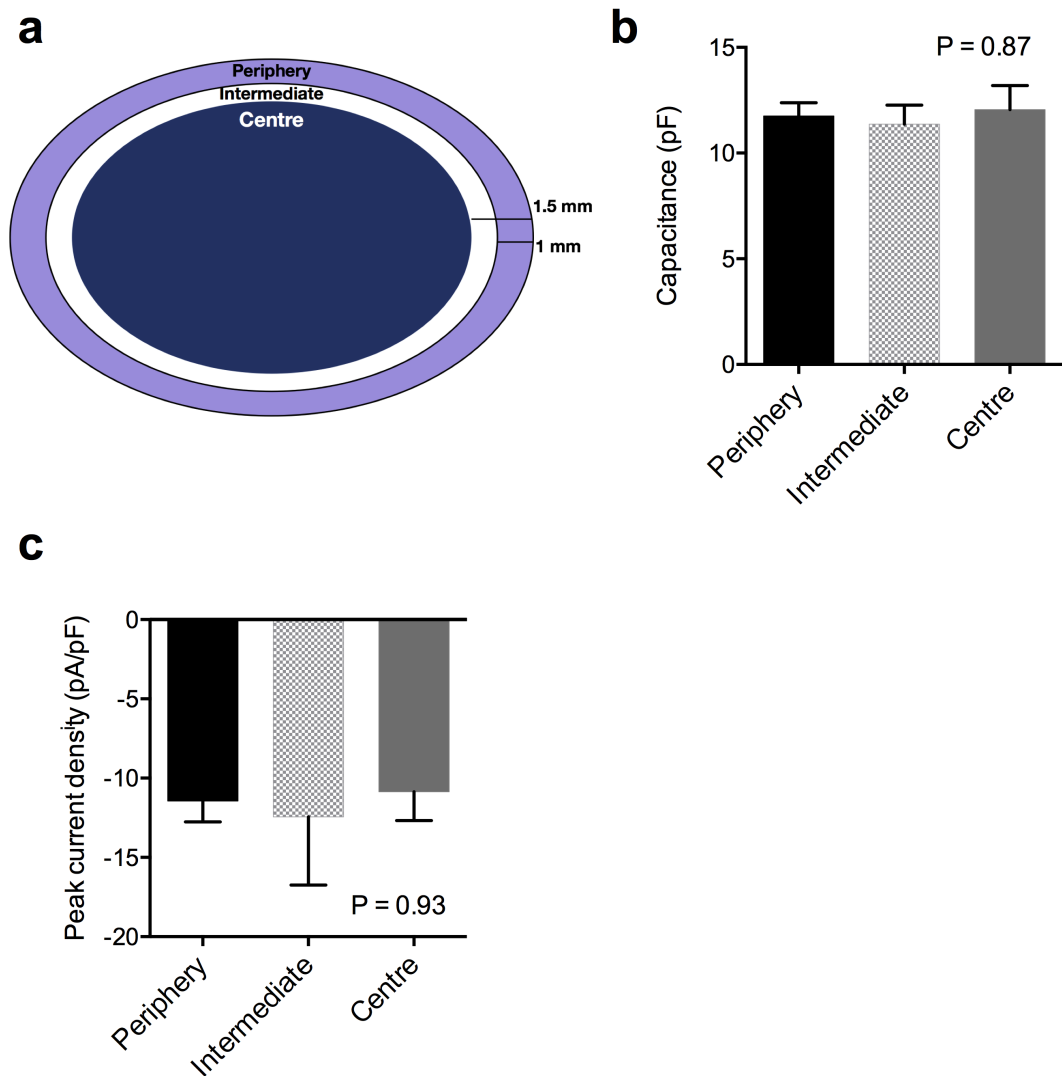 a
Periphery
Intermediate
Centre
1.5 mm
1 mm
b
P = 0.87
Capacitance (pF)
15
10
5
0
Periphery
Intermediate
Centre
c
Peak current density (pA/pF)
0
-5
-10
-15
-20
P = 0.93
Periphery
Intermediate
Centre